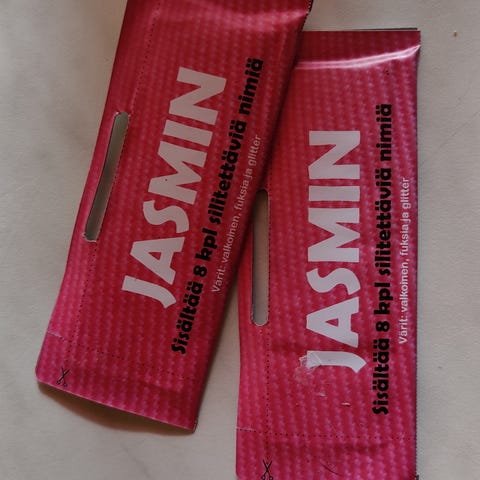 JASMIN
Sisältää 8 kpl silitettäviä nimiä
Värit: valkoinen, fuksia ja glitter
JASMIN
Sisältää 8 kpl silitettäviä nimiä
Värit: valkoinen, fuksia ja glitter